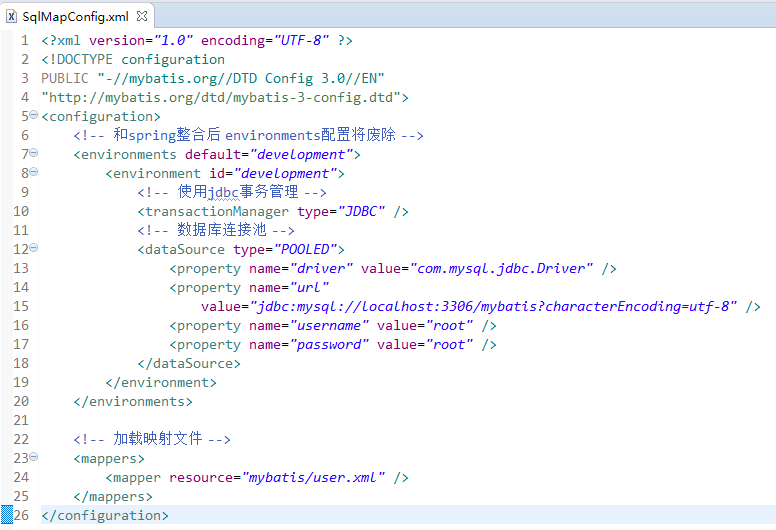 SqlMapConfig.xml
1 <?xml version="1.0" encoding="UTF-8" ?>
2 <!DOCTYPE configuration
3 PUBLIC "-//mybatis.org//DTD Config 3.0//EN"
4 "http://mybatis.org/dtd/mybatis-3-config.dtd">
5 <configuration>
6 <!-- 和spring整合后 environments配置将废除 -->
7 <environments default="development">
8 <environment id="development">
9 <!-- 使用jdbc事务管理 -->
10 <transactionManager type="JDBC" />
11 <!-- 数据库连接池 -->
12 <dataSource type="POOLED">
13 <property name="driver" value="com.mysql.jdbc.Driver" />
14 <property name="url"
15 value="jdbc:mysql://localhost:3306/mybatis?characterEncoding=utf-8" />
16 <property name="username" value="root" />
17 <property name="password" value="root" />
18 </dataSource>
19 </environment>
20 </environments>
21
22 <!-- 加载映射文件 -->
23 <mappers>
24 <mapper resource="mybatis/user.xml" />
25 </mappers>
26 </configuration>